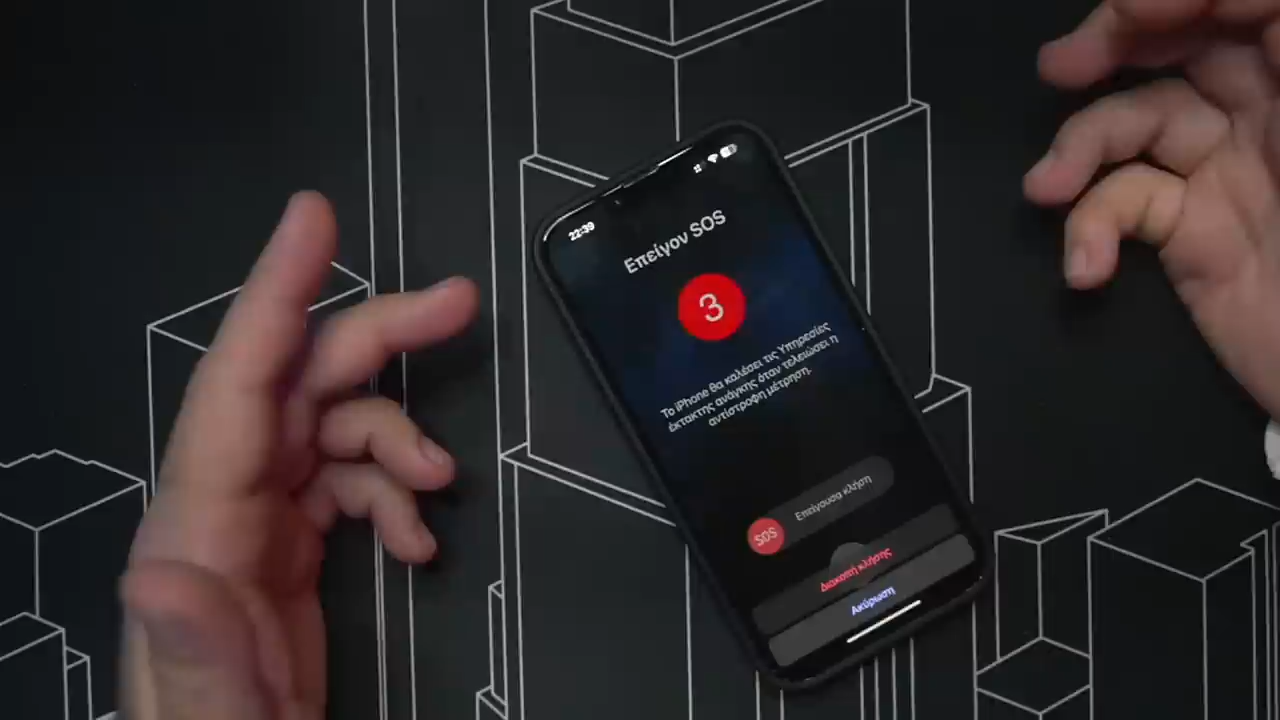 22:39
Επείγον SOS
3
Το iPhone θα καλέσει τις Υπηρεσίες
έκτακτης ανάγκης όταν τελειώσει η
αντίστροφη μέτρηση.
SOS Επείγουσα κλήση
Διακοπή κλήσης
Ακύρωση